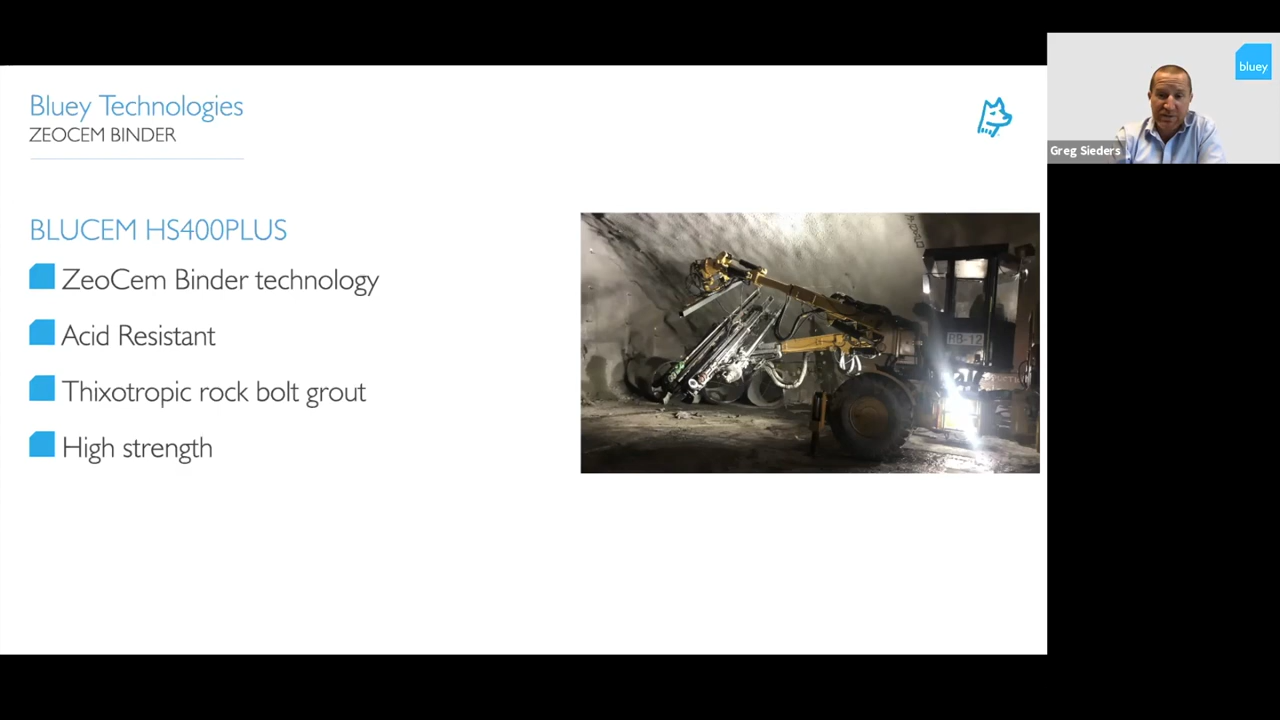 Bluey Technologies
ZEOCEM BINDER
BLUCEM HS400PLUS
ZeoCem Binder technology
Acid Resistant
Thixotropic rock bolt grout
High strength
bluey
Greg Sieders